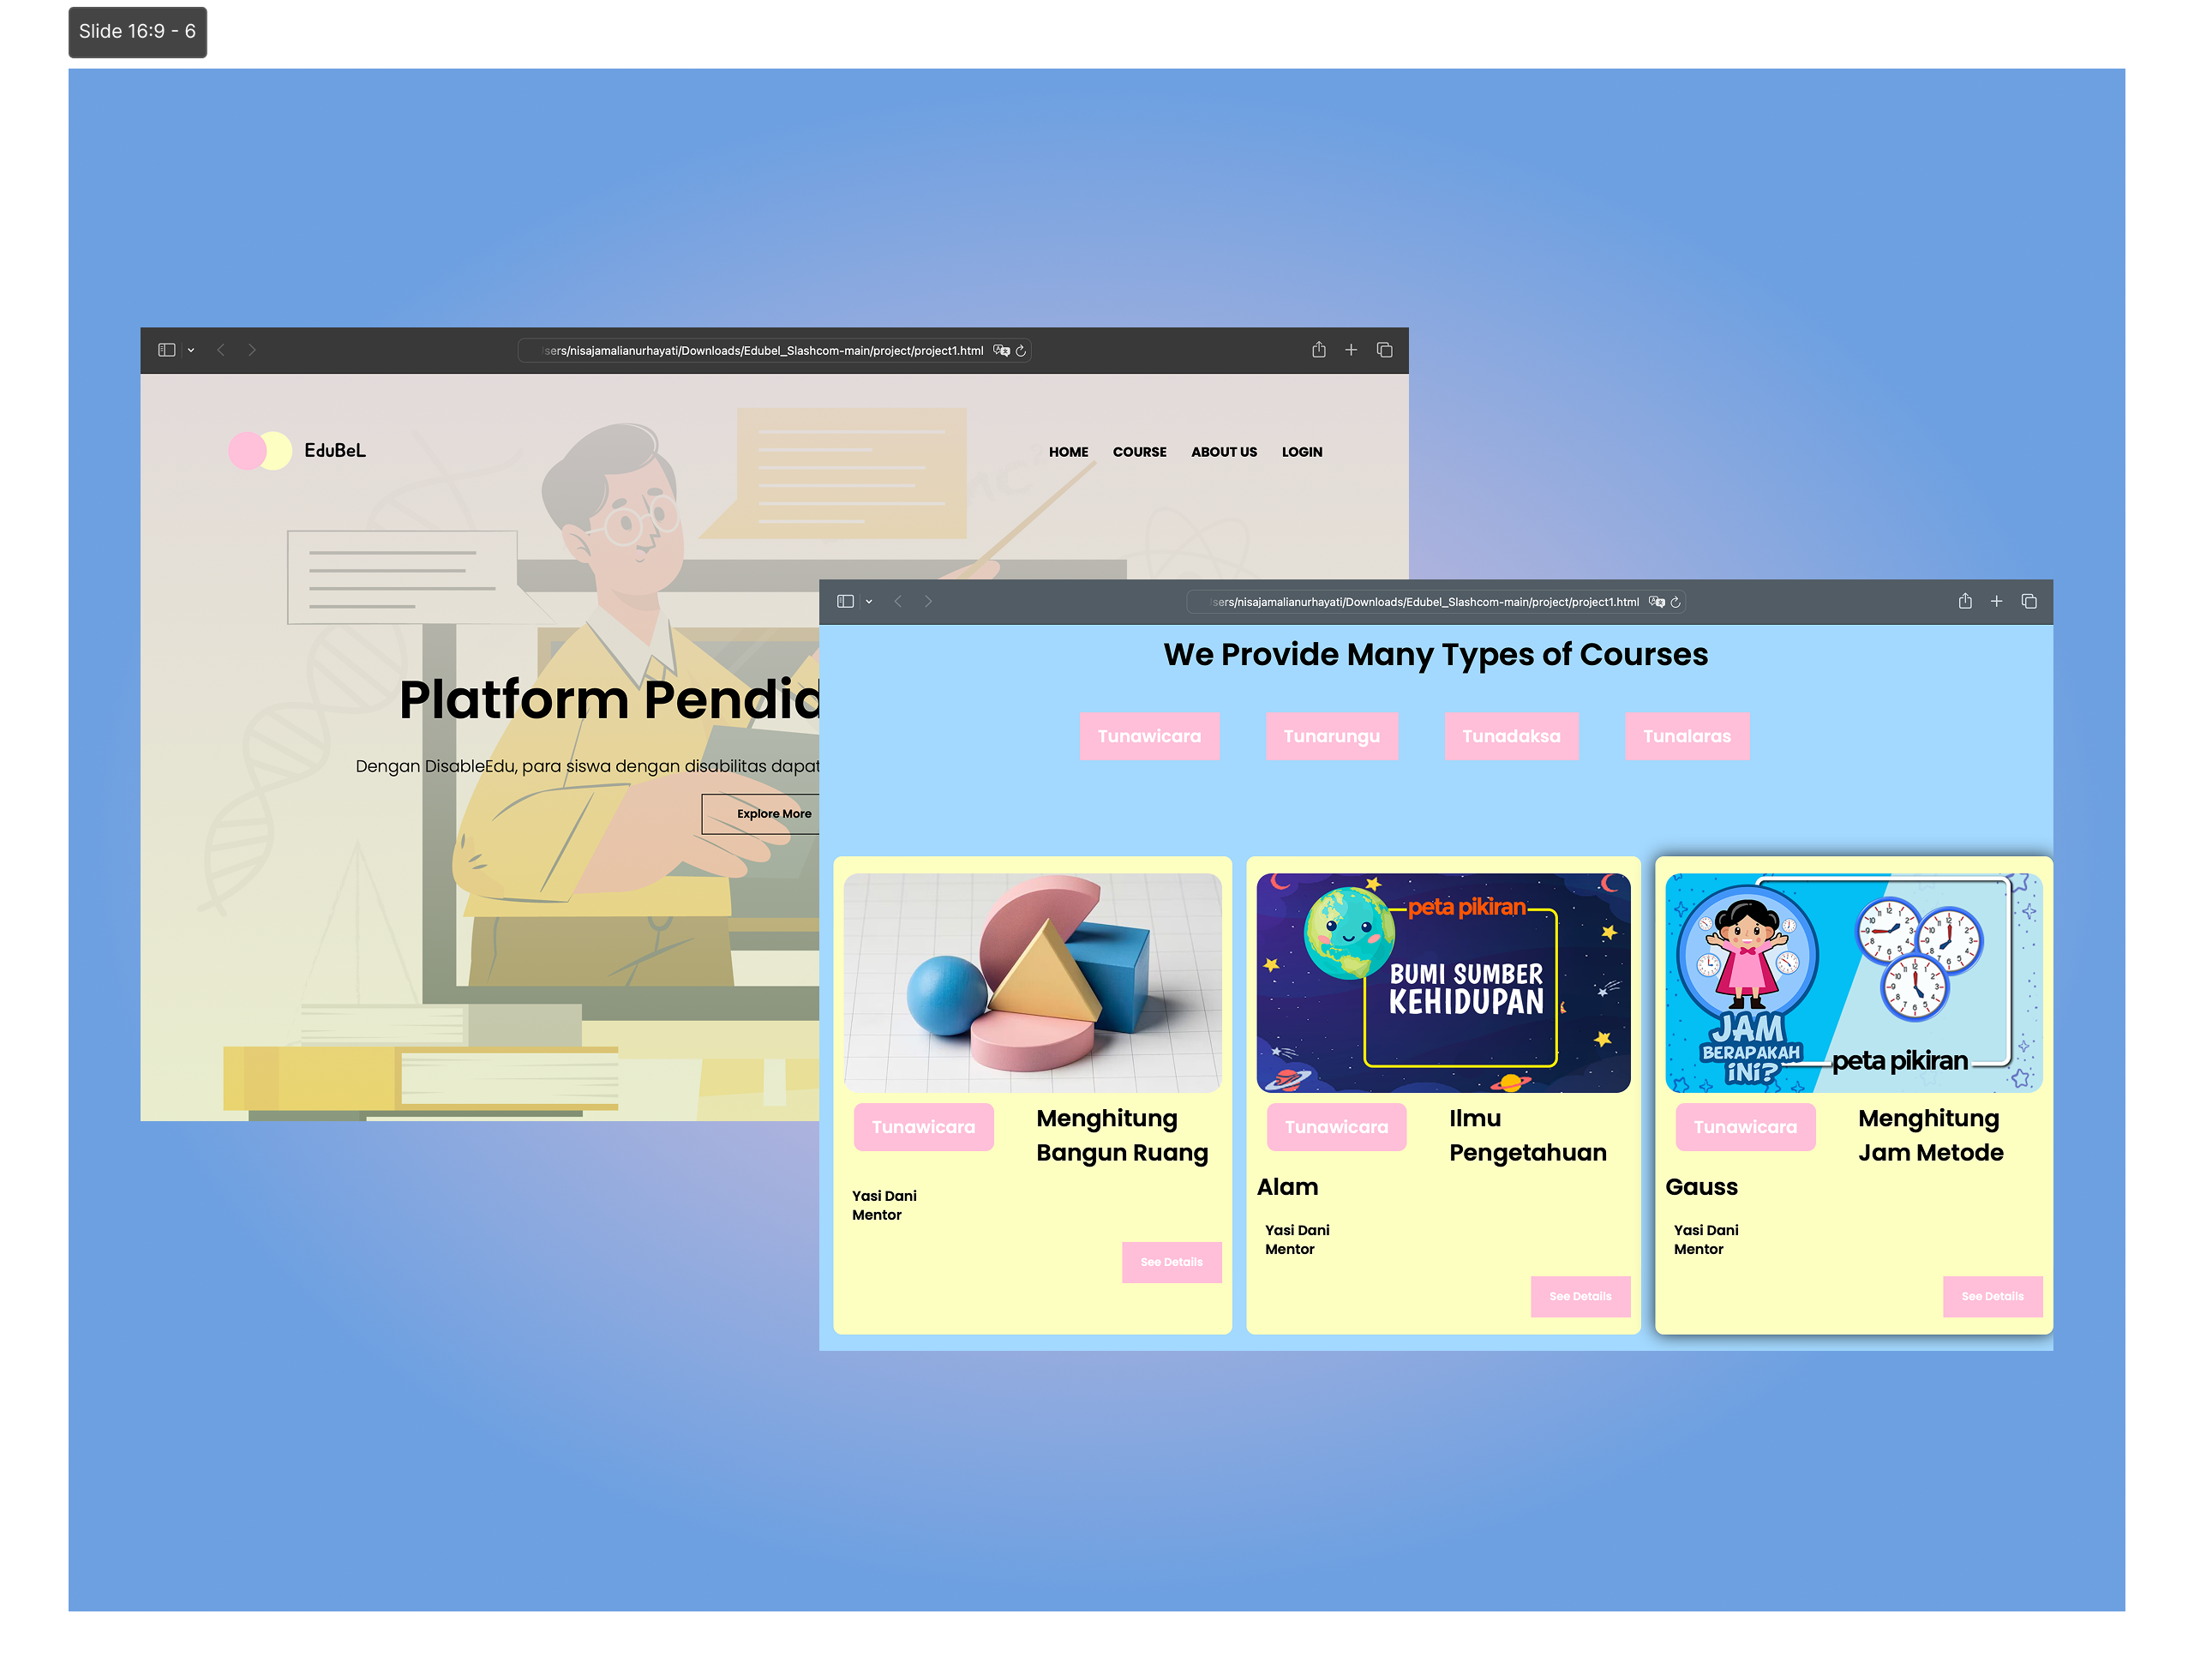 Slide 16:9 - 6
sers/nisajamalianurhayati/Downloads/Edubel_Slashcom-main/project/project1.html
EduBeL
HOME COURSE ABOUT US LOGIN
Platform Pendid
Dengan DisableEdu, para siswa dengan disabilitas dapat
Explore More
sers/nisajamalianurhayati/Downloads/Edubel_Slashcom-main/project/project1.html
We Provide Many Types of Courses
Tunawicara Tunarungu Tunadaksa Tunalaras
peta pikiran
BUMI SUMBER
KEHIDUPAN
JAM
BERAPAKAH
iNi?
peta pikiran
Tunawicara
Menghitung
Bangun Ruang
Yasi Dani
Mentor
See Details
Tunawicara
Ilmu
Pengetahuan
Alam
Yasi Dani
Mentor
See Details
Tunawicara
Menghitung
Jam Metode
Gauss
Yasi Dani
Mentor
See Details